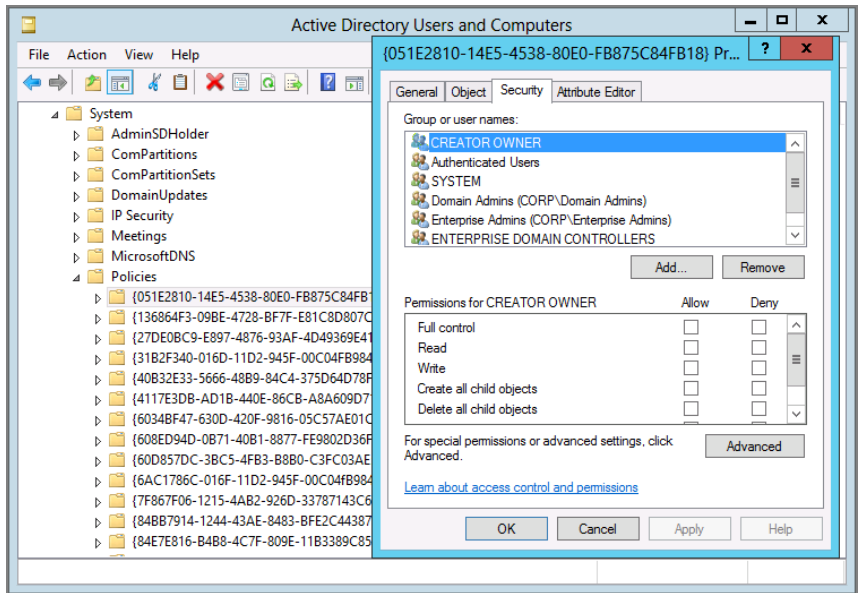 Active Directory Users and Computers
File Action View Help
System
AdminSDHolder
ComPartitions
ComPartitionSets
DomainUpdates
IP Security
Meetings
MicrosoftDNS
Policies
{051E2810-14E5-4538-80E0-FB875C84FB1
{136864F3-09BE-4728-BF7F-E81C8D807C
{27DE0BC9-E897-4876-93AF-4D49369E41
{31B2F340-016D-11D2-945F-00C04FB984
{40B32E33-5666-48B9-84C4-375D64D78F
{4117E3DB-AD1B-440E-86CB-A8A609D7
{6034BF47-630D-420F-9816-05C57AE01C
{608ED94D-0B71-40B1-8877-FE9802D36F
{60D857DC-3BC5-4FB3-B8B0-C3FC03AE
{6AC1786C-016F-11D2-945F-00C04fB984
{7F867F06-1215-4AB2-926D-33787143C6
{84BB7914-1244-43AE-8483-BFE2C44387
{84E7E816-B4B8-4C7F-809E-11B3389C85
{051E2810-14E5-4538-80E0-FB875C84FB18} Pr...
General Object Security Attribute Editor
Group or user names:
CREATOR OWNER
Authenticated Users
SYSTEM
Domain Admins (CORP\Domain Admins)
Enterprise Admins (CORP\Enterprise Admins)
ENTERPRISE DOMAIN CONTROLLERS
Add... Remove
Permissions for CREATOR OWNER Allow Deny
Full control
Read
Write
Create all child objects
Delete all child objects
For special permissions or advanced settings, click
Advanced.
Advanced
Learn about access control and permissions
OK Cancel Apply Help